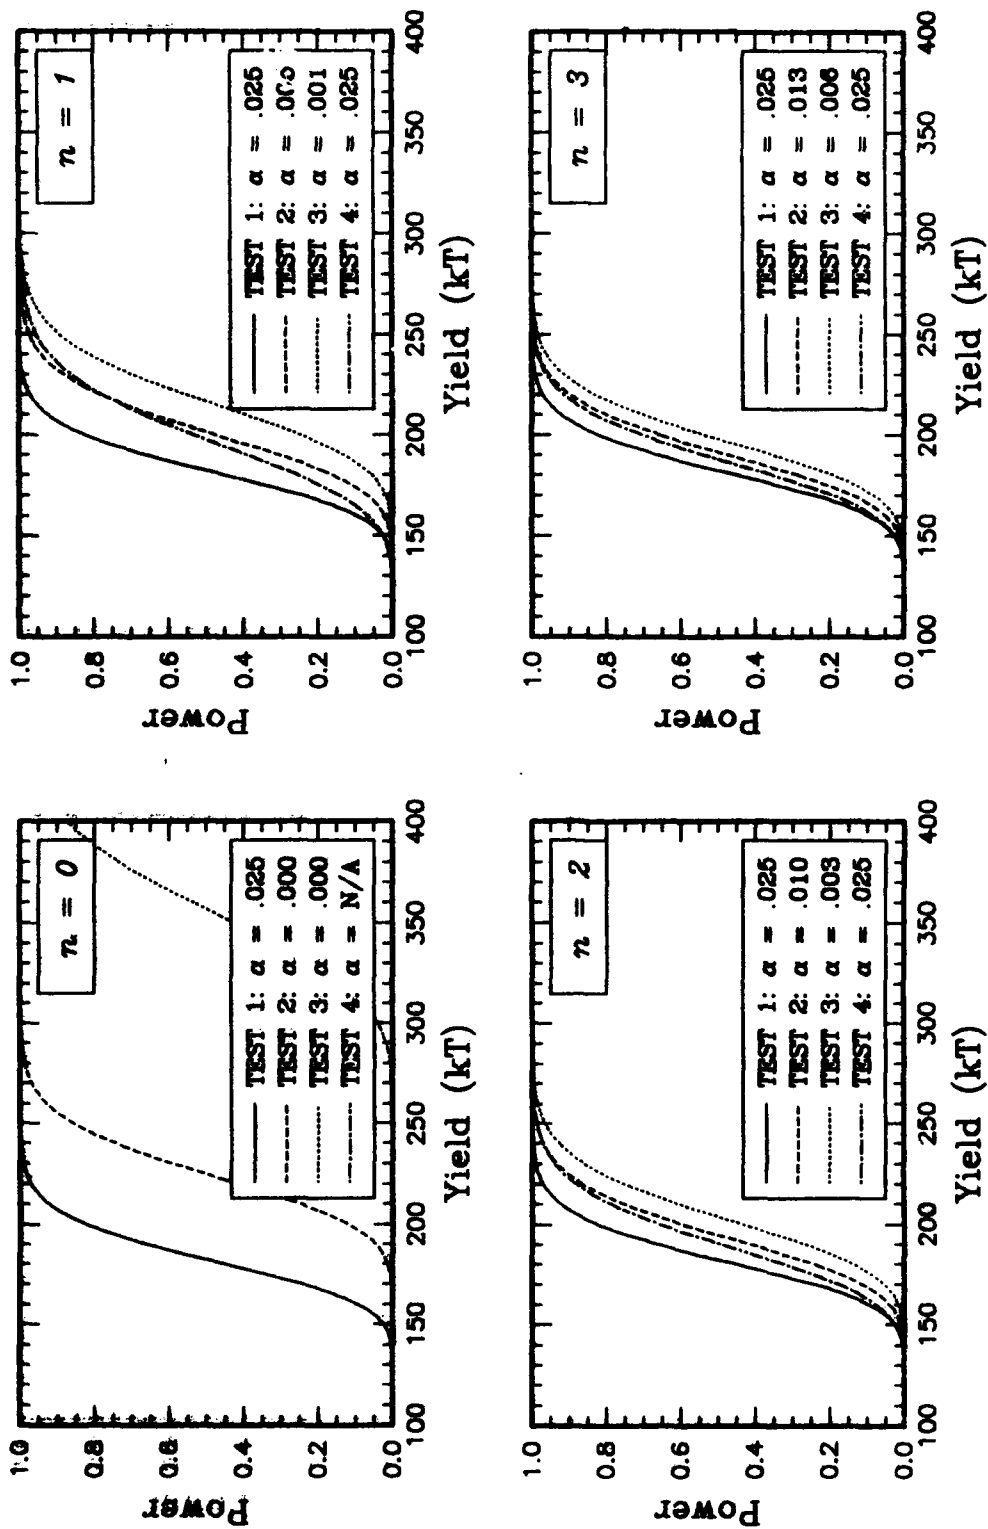 n = 0
1.0
0.8
0.6
0.4
0.2
0.0
Power
TEST 1: α = .025
TEST 2: α = .000
TEST 3: α = .000
TEST 4: α = N/A
100 150 200 250 300 350 400
Yield (kT)
n = 1
1.0
0.8
0.6
0.4
0.2
0.0
Power
TEST 1: α = .025
TEST 2: α =
TEST 3: α = .001
TEST 4: α = .025
100 150 200 250 300 350 400
Yield (kT)
n = 2
1.0
0.8
0.6
0.4
0.2
0.0
Power
TEST 1: α = .025
TEST 2: α = .010
TEST 3: α = .003
TEST 4: α = .025
100 150 200 250 300 350 400
Yield (kT)
n = 3
1.0
0.8
0.6
0.4
0.2
0.0
Power
TEST 1: α = .025
TEST 2: α = .013
TEST 3: α = .006
TEST 4: α = .025
100 150 200 250 300 350 400
Yield (kT)